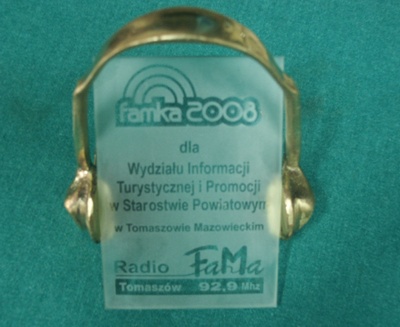 famka 2008
dla
Wydziału Informacji
Turystycznej i Promocji
w Starostwie Powiatowym
w Tomaszowie Mazowieckim
Radio FaMa
Tomaszów 92,9 Mhz